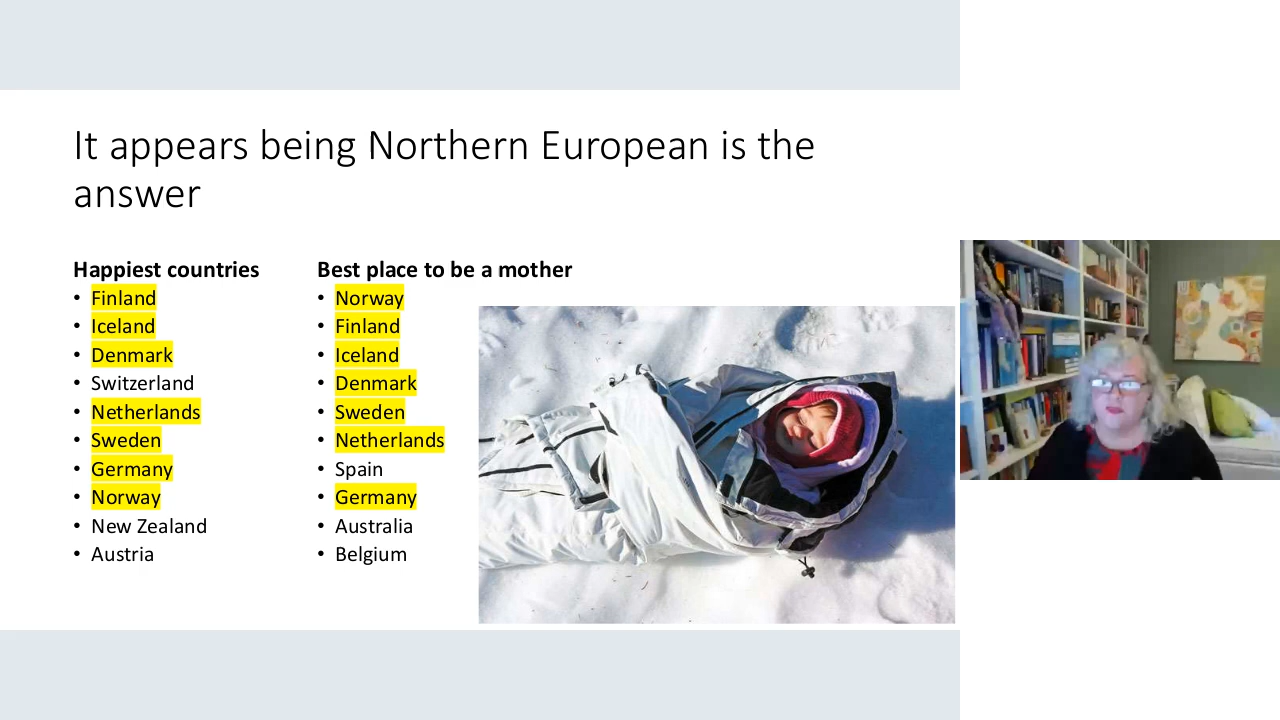 It appears being Northern European is the
answer
Happiest countries
• Finland
• Iceland
• Denmark
• Switzerland
• Netherlands
• Sweden
• Germany
• Norway
• New Zealand
• Austria
Best place to be a mother
• Norway
• Finland
• Iceland
• Denmark
• Sweden
• Netherlands
• Spain
• Germany
• Australia
• Belgium